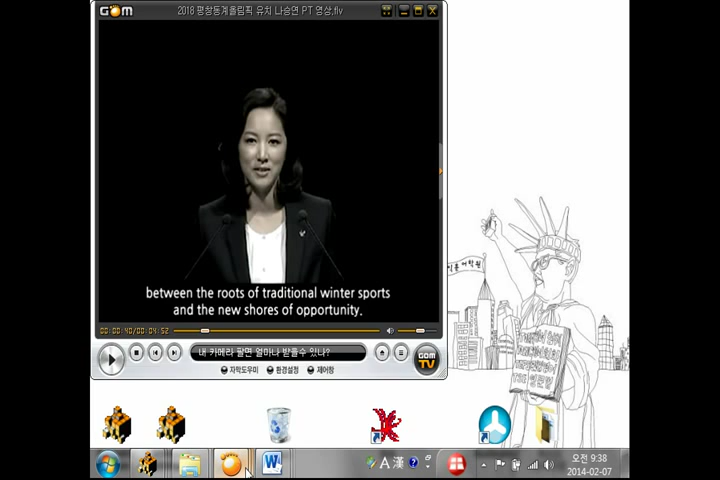 GOM
2018 평창동계올림픽 유치 나승연 PT 영상.flv
between the roots of traditional winter sports
and the new shores of opportunity.
00:00:40/00:04:52
내 카메라 팔면 얼마나 받을수 있나?
GOM
TV
자막도우미
환경설정
제어창
A 漢
오전 9:38
2014-02-07